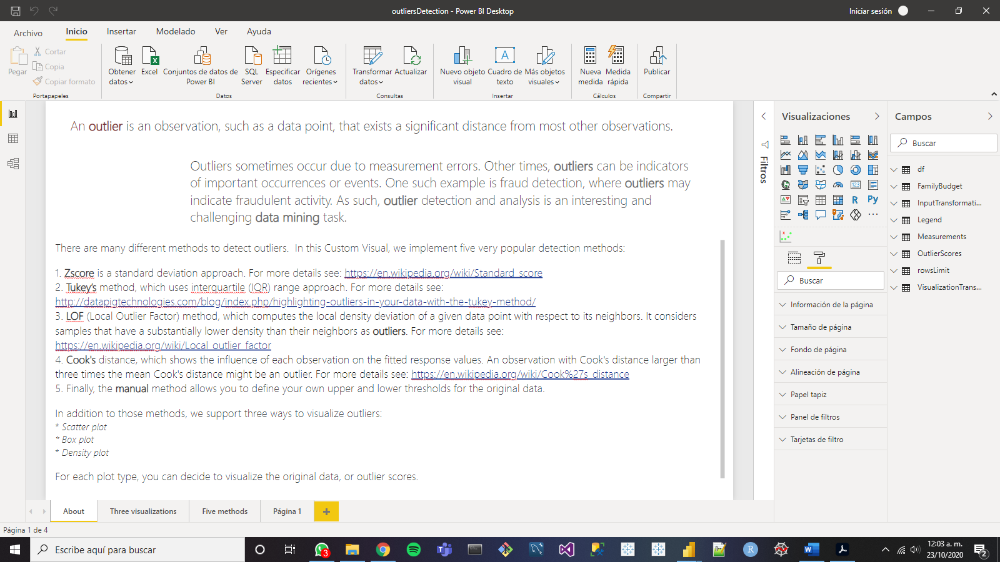 outliersDetection - Power BI Desktop
Iniciar sesión
Archivo
Inicio
Insertar
Modelado
Ver
Ayuda
Pegar
Cortar
Copia
Copiar formato
Portapapeles
Obtener datos
Excel
Conjuntos de datos de Power BI
SQL Server
Especificar datos
Orígenes recientes
Datos
Transformar datos
Actualizar
Consultas
Nuevo objeto visual
Cuadro de texto
Más objetos visuales
Insertar
Nueva medida
Medida rápida
Cálculos
Publicar
Compartir
An outlier is an observation, such as a data point, that exists a significant distance from most other observations.
Outliers sometimes occur due to measurement errors. Other times, outliers can be indicators
of important occurrences or events. One such example is fraud detection, where outliers may
indicate fraudulent activity. As such, outlier detection and analysis is an interesting and
challenging data mining task.
There are many different methods to detect outliers.  In this Custom Visual, we implement five very popular detection methods:
1. Zscore is a standard deviation approach. For more details see: https://en.wikipedia.org/wiki/Standard_score
2. Tukey’s method, which uses interquartile (IQR) range approach. For more details see:
http://datapigtechnologies.com/blog/index.php/highlighting-outliers-in-your-data-with-the-tukey-method/
3. LOF (Local Outlier Factor) method, which computes the local density deviation of a given data point with respect to its neighbors. It considers
samples that have a substantially lower density than their neighbors as outliers. For more details see:
https://en.wikipedia.org/wiki/Local_outlier_factor
4. Cook's distance, which shows the influence of each observation on the fitted response values. An observation with Cook's distance larger than
three times the mean Cook's distance might be an outlier. For more details see: https://en.wikipedia.org/wiki/Cook%27s_distance
5. Finally, the manual method allows you to define your own upper and lower thresholds for the original data.
In addition to those methods, we support three ways to visualize outliers:
* Scatter plot
* Box plot
* Density plot
For each plot type, you can decide to visualize the original data, or outlier scores.
Filtros
Visualizaciones
R
Py
Buscar
Información de la página
Tamaño de página
Fondo de página
Alineación de página
Papel tapiz
Panel de filtros
Tarjetas de filtro
Campos
Buscar
df
FamilyBudget
InputTransformati...
Legend
Measurements
OutlierScores
rowsLimit
VisualizationTrans...
About
Three visualizations
Five methods
Página 1
Página 1 de 4
Escribe aquí para buscar
3
12:03 a. m.
23/10/2020
2